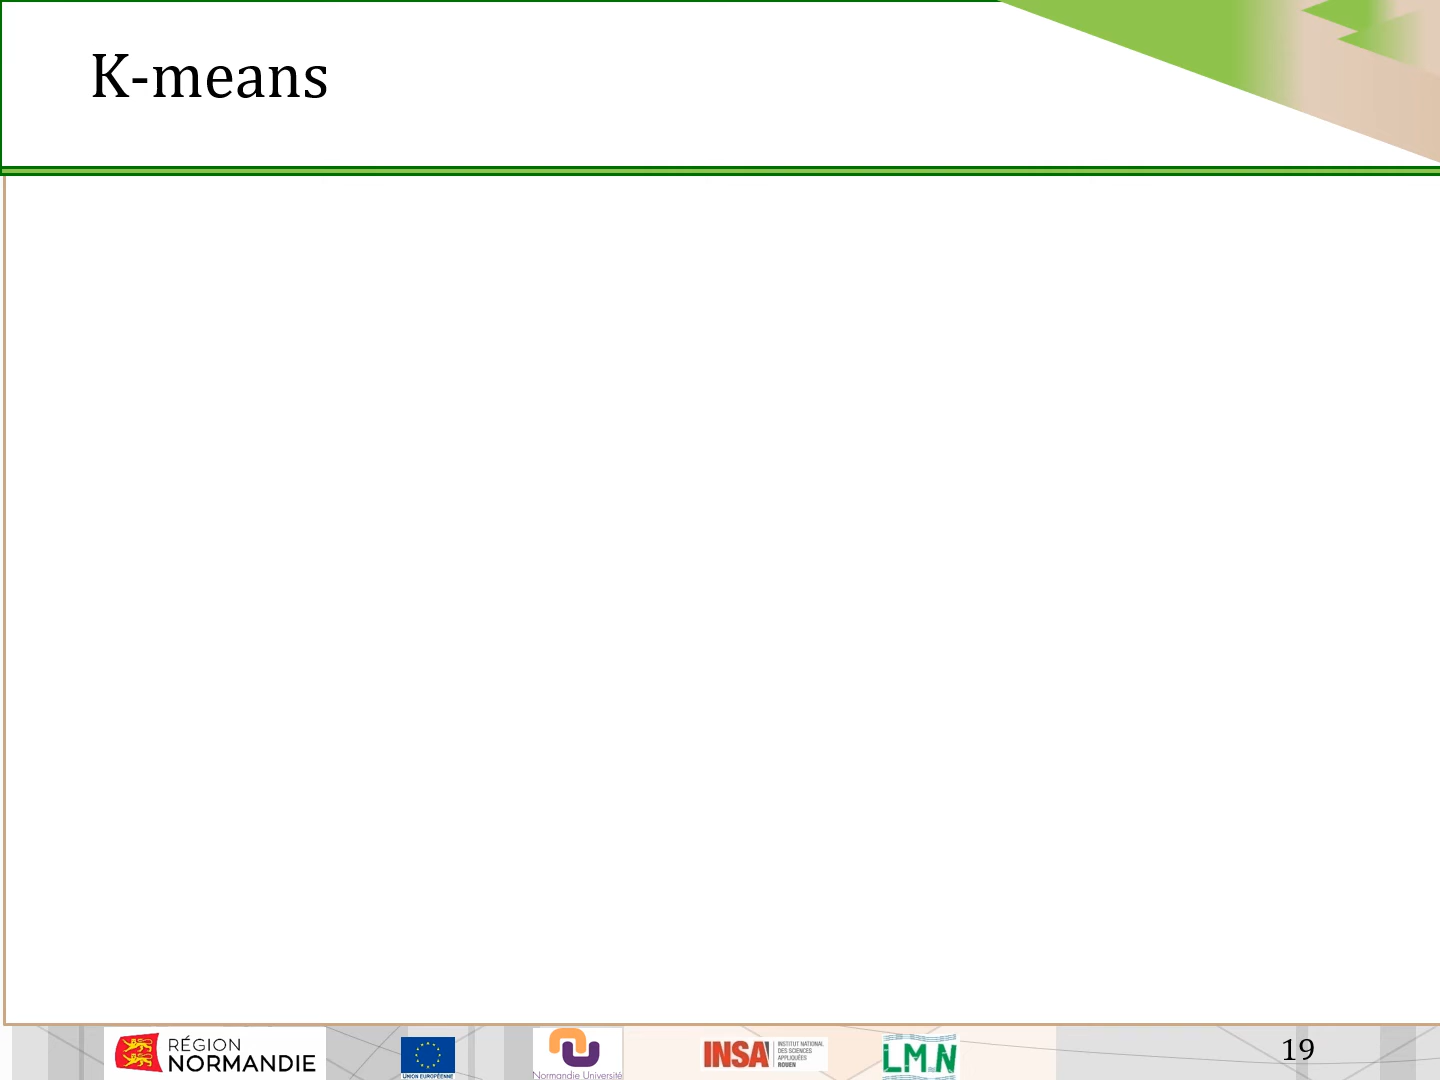 K-means
RÉGION
NORMANDIE
UNION EUROPÉENNE
Normandie Université
INSA
INSTITUT NATIONAL
DES SCIENCES
APPLIQUÉES
ROUEN
LMN
19